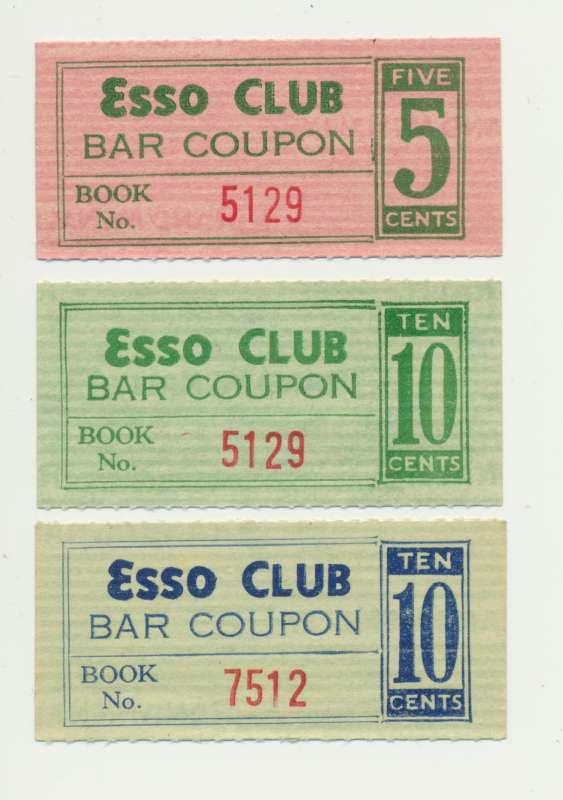 Esso CLUB
BAR COUPON
BOOK No. 5129
FIVE
5
CENTS
Esso CLUB
BAR COUPON
BOOK No. 5129
TEN
10
CENTS
Esso CLUB
BAR COUPON
BOOK No. 7512
TEN
10
CENTS